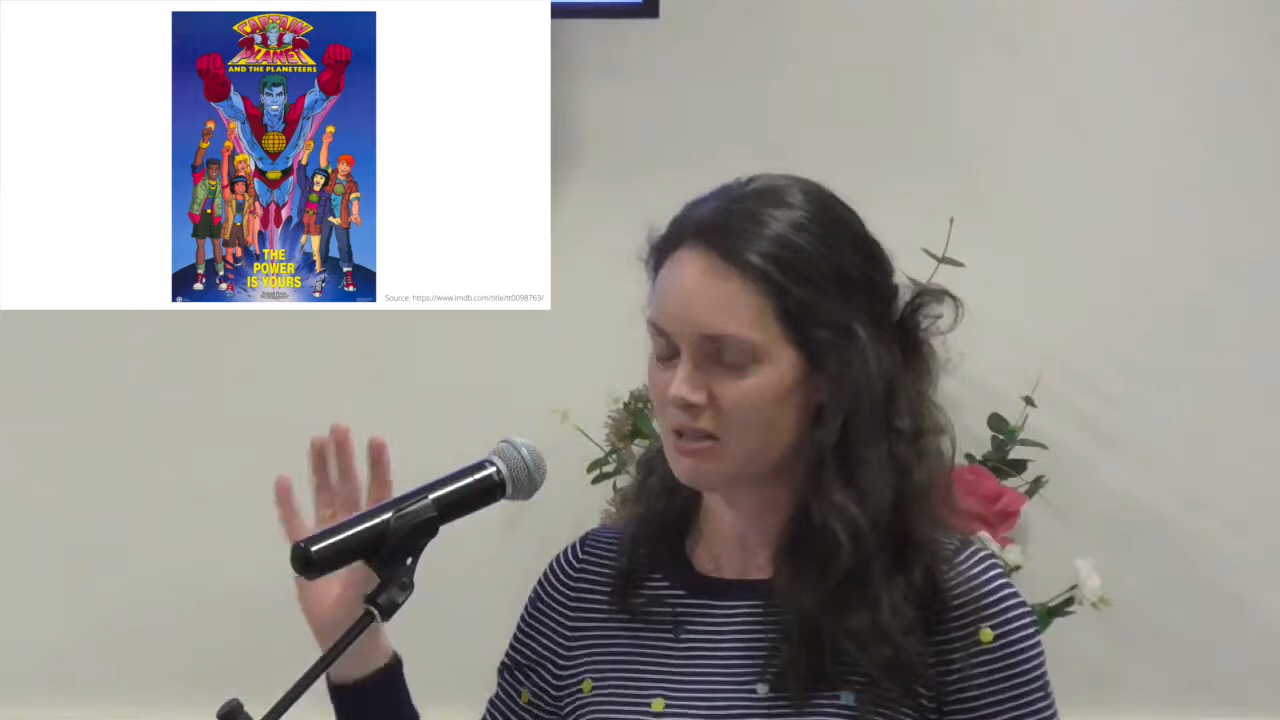 CAPTAIN
PLANET
AND THE PLANETEERS
THE
POWER
IS YOURS
Source: https://www.imdb.com/title/tt0098763/